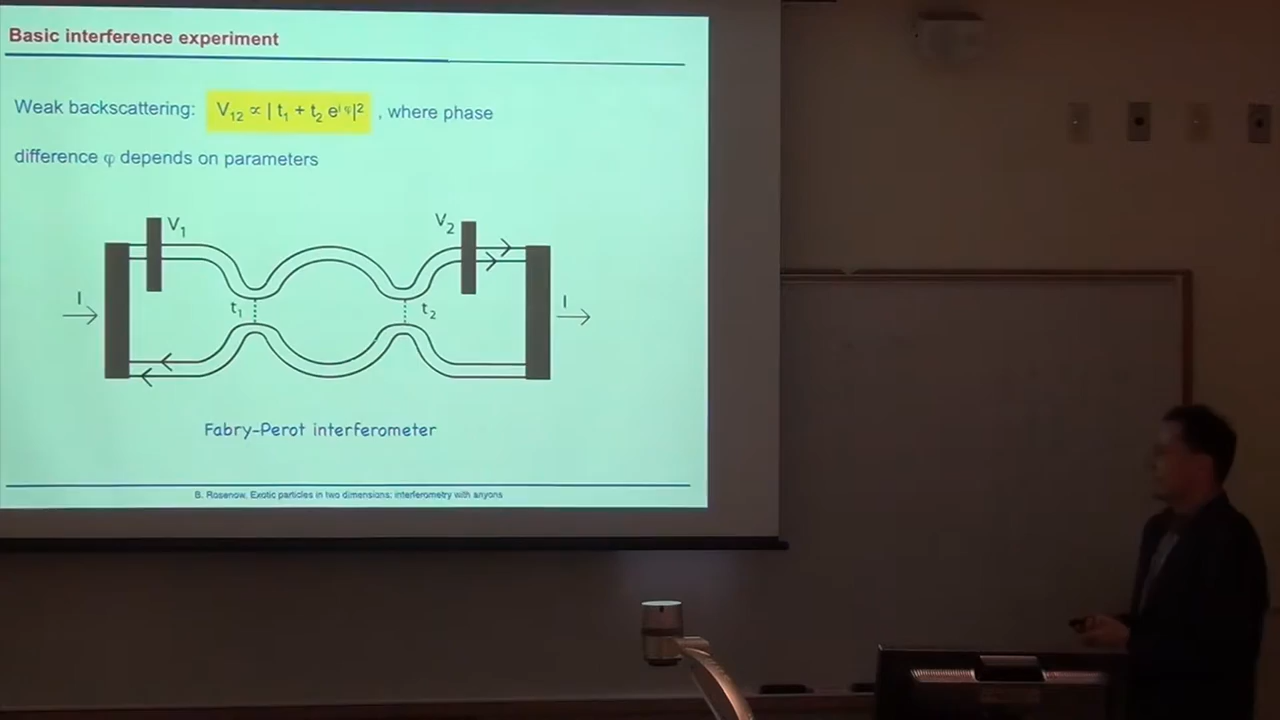 Basic interference experiment
Weak backscattering: V₁₂ ∝ | t₁ + t₂ e^{iφ}|² , where phase
difference φ depends on parameters
V₁ V₂
I t₁ t₂ I
Fabry-Perot interferometer
B. Rosenow, Exotic particles in two dimensions: interferometry with anyons